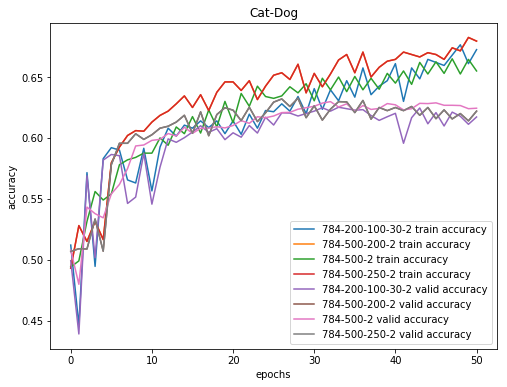 Cat-Dog
accuracy
0.65
0.60
0.55
0.50
0.45
784-200-100-30-2 train accuracy
784-500-200-2 train accuracy
784-500-2 train accuracy
784-500-250-2 train accuracy
784-200-100-30-2 valid accuracy
784-500-200-2 valid accuracy
784-500-2 valid accuracy
784-500-250-2 valid accuracy
0 10 20 30 40 50
epochs